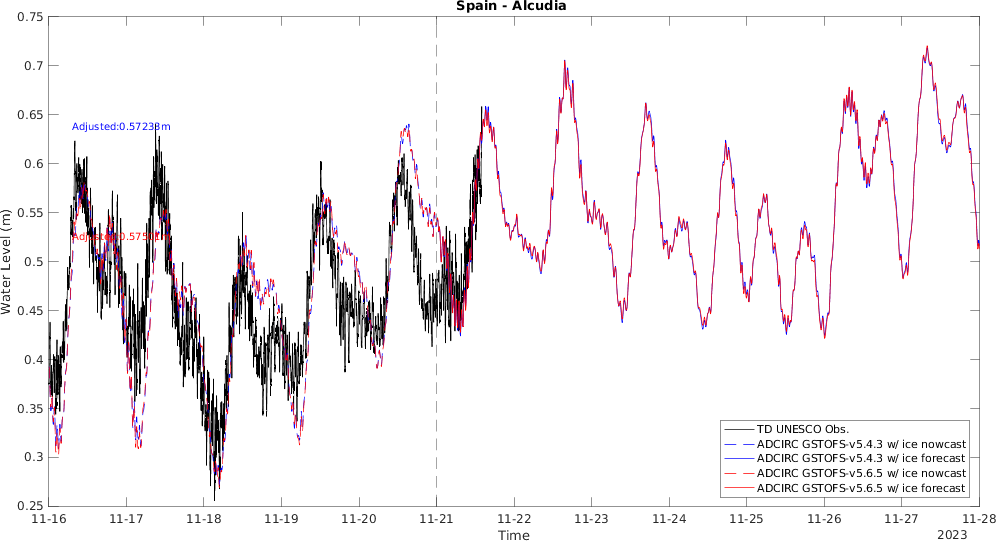 Spain - Alcudia
0.75
0.7
0.65
0.6
0.55
0.5
0.45
0.4
0.35
0.3
0.25
Water Level (m)
Adjusted:0.57233m
TD UNESCO Obs.
ADCIRC GSTOFS-v5.4.3 w/ ice nowcast
ADCIRC GSTOFS-v5.4.3 w/ ice forecast
ADCIRC GSTOFS-v5.6.5 w/ ice nowcast
ADCIRC GSTOFS-v5.6.5 w/ ice forecast
11-16 11-17 11-18 11-19 11-20 11-21 11-22 11-23 11-24 11-25 11-26 11-27 11-28
Time
2023